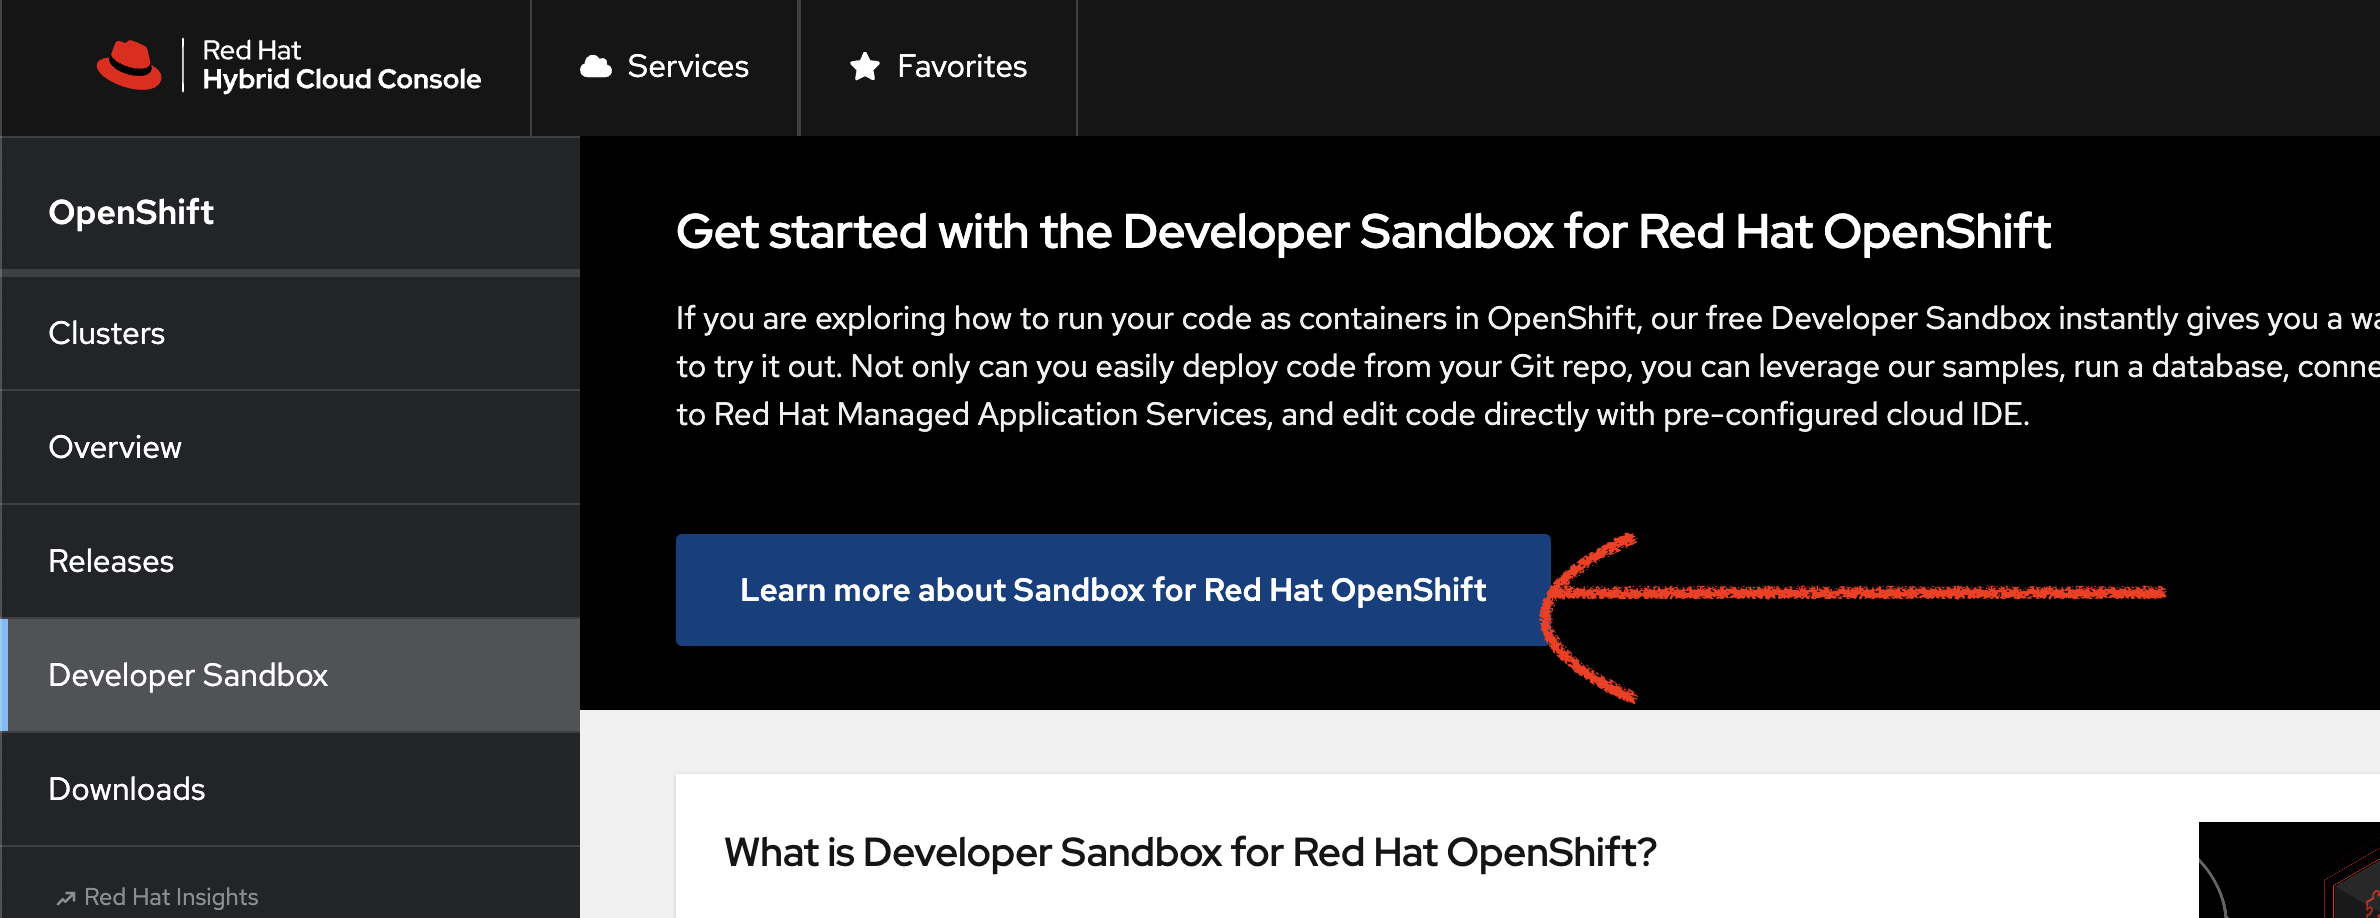 Red Hat
Hybrid Cloud Console
Services
Favorites
OpenShift
Clusters
Overview
Releases
Developer Sandbox
Downloads
Red Hat Insights
Get started with the Developer Sandbox for Red Hat OpenShift
If you are exploring how to run your code as containers in OpenShift, our free Developer Sandbox instantly gives you a
to try it out. Not only can you easily deploy code from your Git repo, you can leverage our samples, run a database,
to Red Hat Managed Application Services, and edit code directly with pre-configured cloud IDE.
Learn more about Sandbox for Red Hat OpenShift
What is Developer Sandbox for Red Hat OpenShift?